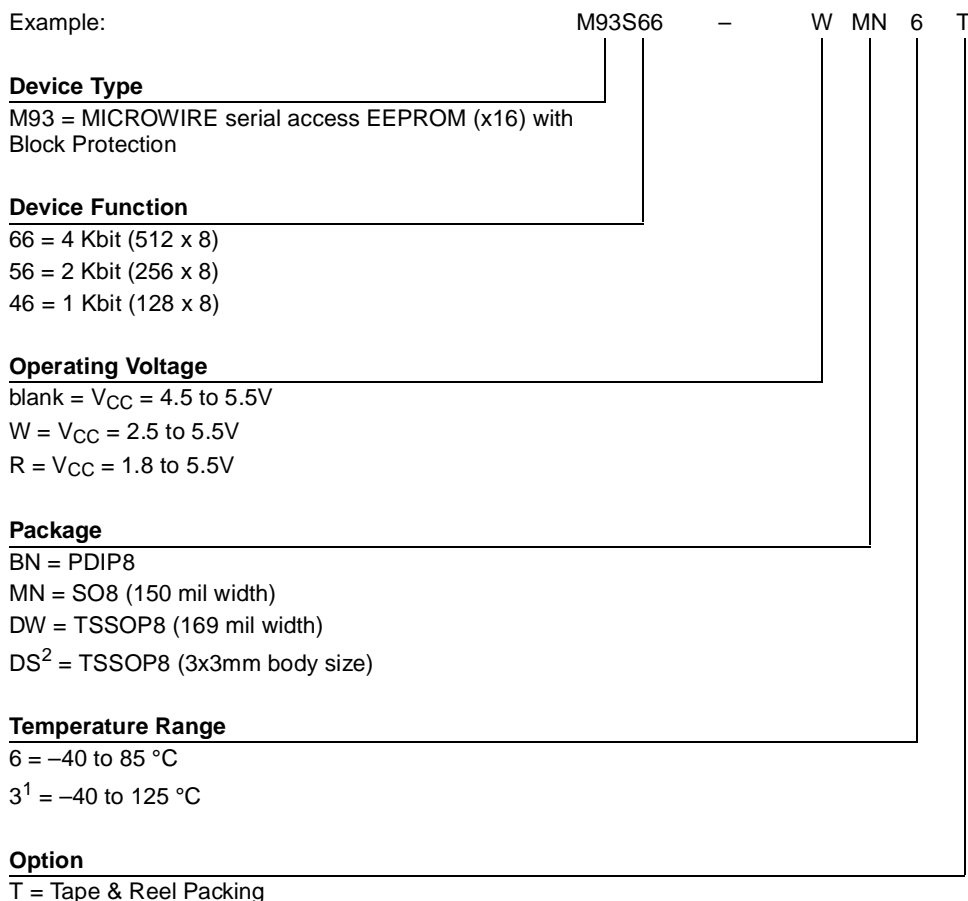 Example: M93S66 – W MN 6 T
Device Type
M93 = MICROWIRE serial access EEPROM (x16) with
Block Protection
Device Function
66 = 4 Kbit (512 x 8)
56 = 2 Kbit (256 x 8)
46 = 1 Kbit (128 x 8)
Operating Voltage
blank = VCC = 4.5 to 5.5V
W = VCC = 2.5 to 5.5V
R = VCC = 1.8 to 5.5V
Package
BN = PDIP8
MN = SO8 (150 mil width)
DW = TSSOP8 (169 mil width)
DS2 = TSSOP8 (3x3mm body size)
Temperature Range
6 = –40 to 85 °C
31 = –40 to 125 °C
Option
T = Tape & Reel Packing